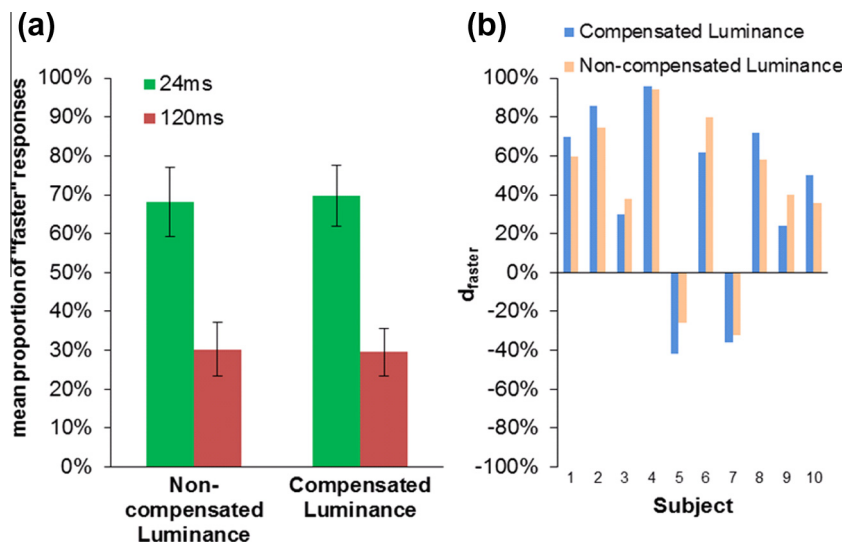 (a)
mean proportion of "faster" responses
100%
90%
80%
70%
60%
50%
40%
30%
20%
10%
0%
24ms
120ms
Non-
compensated
Luminance
Compensated
Luminance
(b)
Compensated Luminance
Non-compensated Luminance
dfaster
100%
80%
60%
40%
20%
0%
-20%
-40%
-60%
-80%
-100%
1 2 3 4 5 6 7 8 9 10
Subject